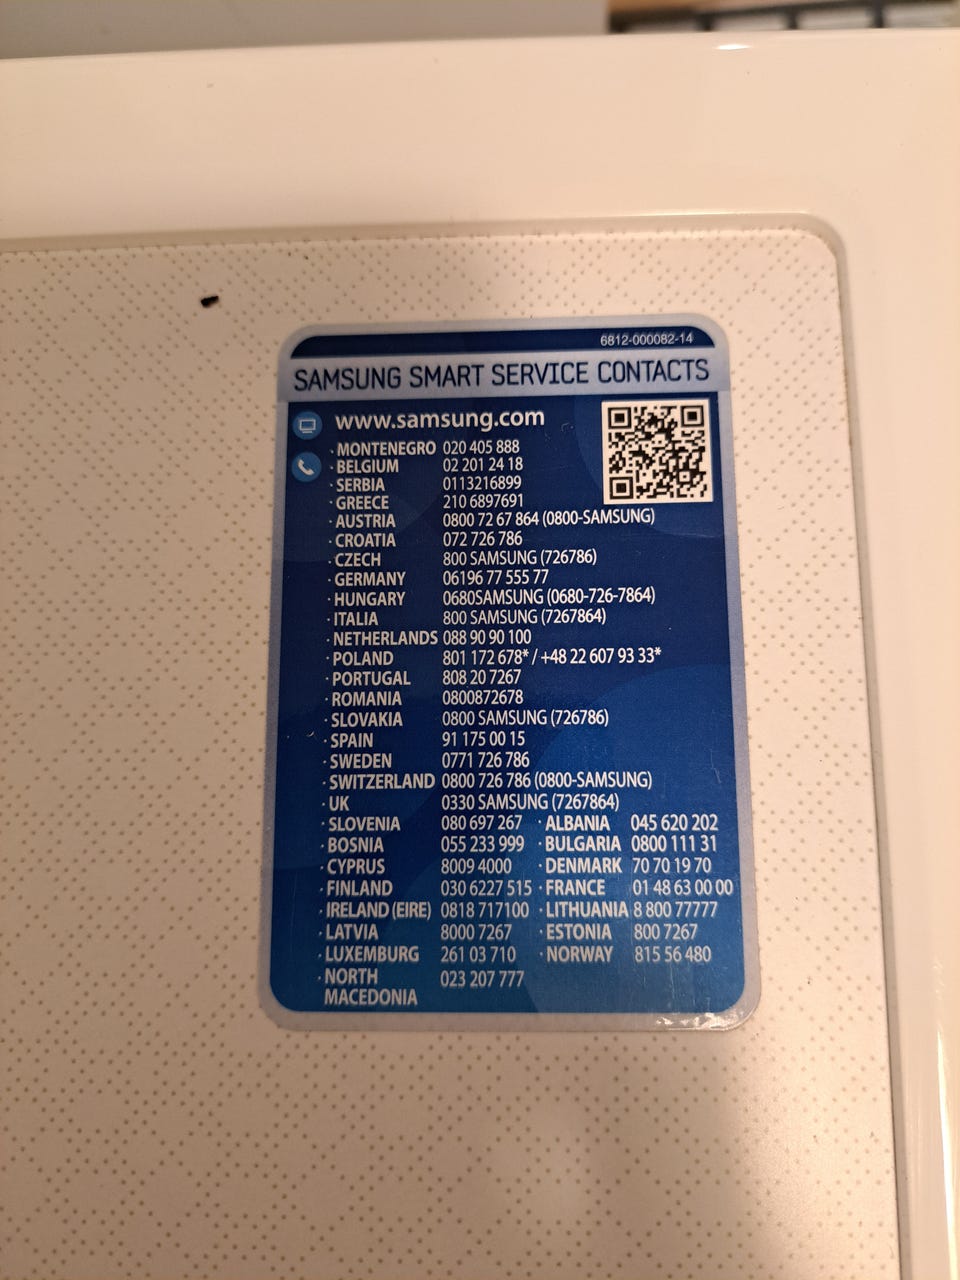 6812-000082-14
SAMSUNG SMART SERVICE CONTACTS
www.samsung.com
· MONTENEGRO 020 405 888
· BELGIUM 02 201 24 18
· SERBIA 0113216899
· GREECE 210 6897691
· AUSTRIA 0800 72 67 864 (0800-SAMSUNG)
· CROATIA 072 726 786
· CZECH 800 SAMSUNG (726786)
· GERMANY 06196 77 555 77
· HUNGARY 0680SAMSUNG (0680-726-7864)
· ITALIA 800 SAMSUNG (7267864)
· NETHERLANDS 088 90 90 100
· POLAND 801 172 678* / +48 22 607 93 33*
· PORTUGAL 808 20 7267
· ROMANIA 0800872678
· SLOVAKIA 0800 SAMSUNG (726786)
· SPAIN 91 175 00 15
· SWEDEN 0771 726 786
· SWITZERLAND 0800 726 786 (0800-SAMSUNG)
· UK 0330 SAMSUNG (7267864)
· SLOVENIA 080 697 267 · ALBANIA 045 620 202
· BOSNIA 055 233 999 · BULGARIA 0800 111 31
· CYPRUS 8009 4000 · DENMARK 70 70 19 70
· FINLAND 030 6227 515 · FRANCE 01 48 63 00 00
· IRELAND (EIRE) 0818 717100 · LITHUANIA 8 800 77777
· LATVIA 8000 7267 · ESTONIA 800 7267
· LUXEMBURG 261 03 710 · NORWAY 815 56 480
· NORTH 023 207 777
MACEDONIA